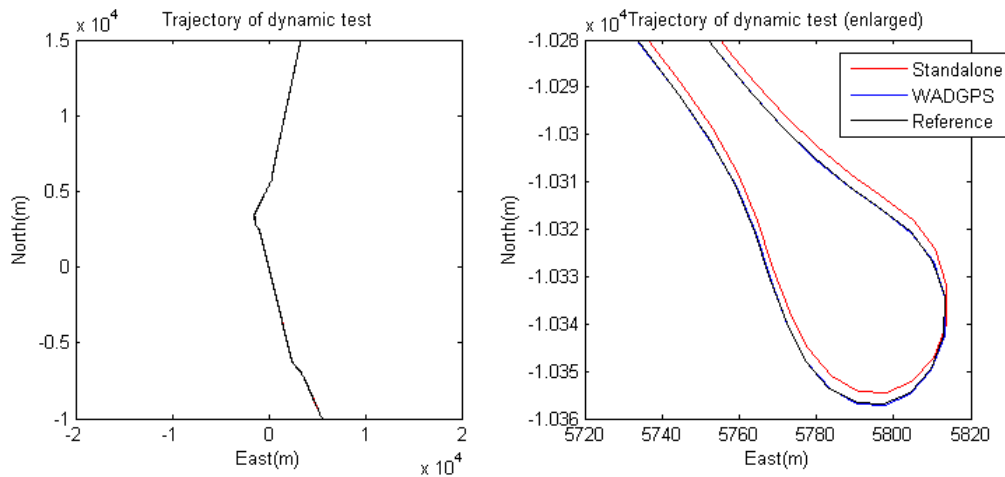 Trajectory of dynamic test
x 10^4
1.5
1
0.5
0
-0.5
-1
-2
-1
0
1
2
x 10^4
North(m)
East(m)
Trajectory of dynamic test (enlarged)
x 10^4
-1.028
-1.029
-1.03
-1.031
-1.032
-1.033
-1.034
-1.035
-1.036
5720
5740
5760
5780
5800
5820
North(m)
East(m)
Standalone
WADGPS
Reference